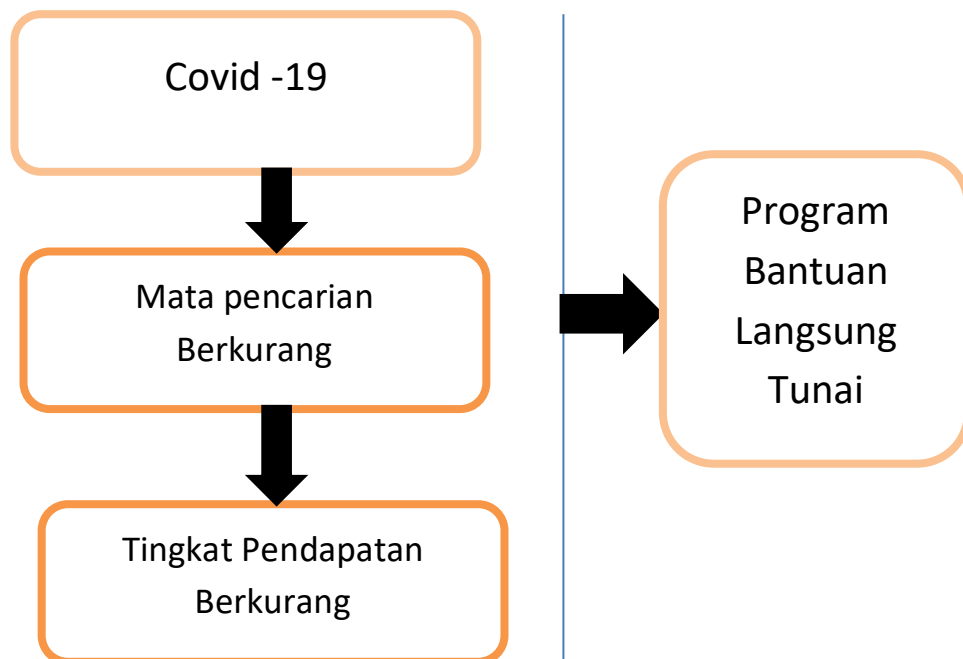 Covid -19
Mata pencarian
Berkurang
Tingkat Pendapatan
Berkurang
Program
Bantuan
Langsung
Tunai